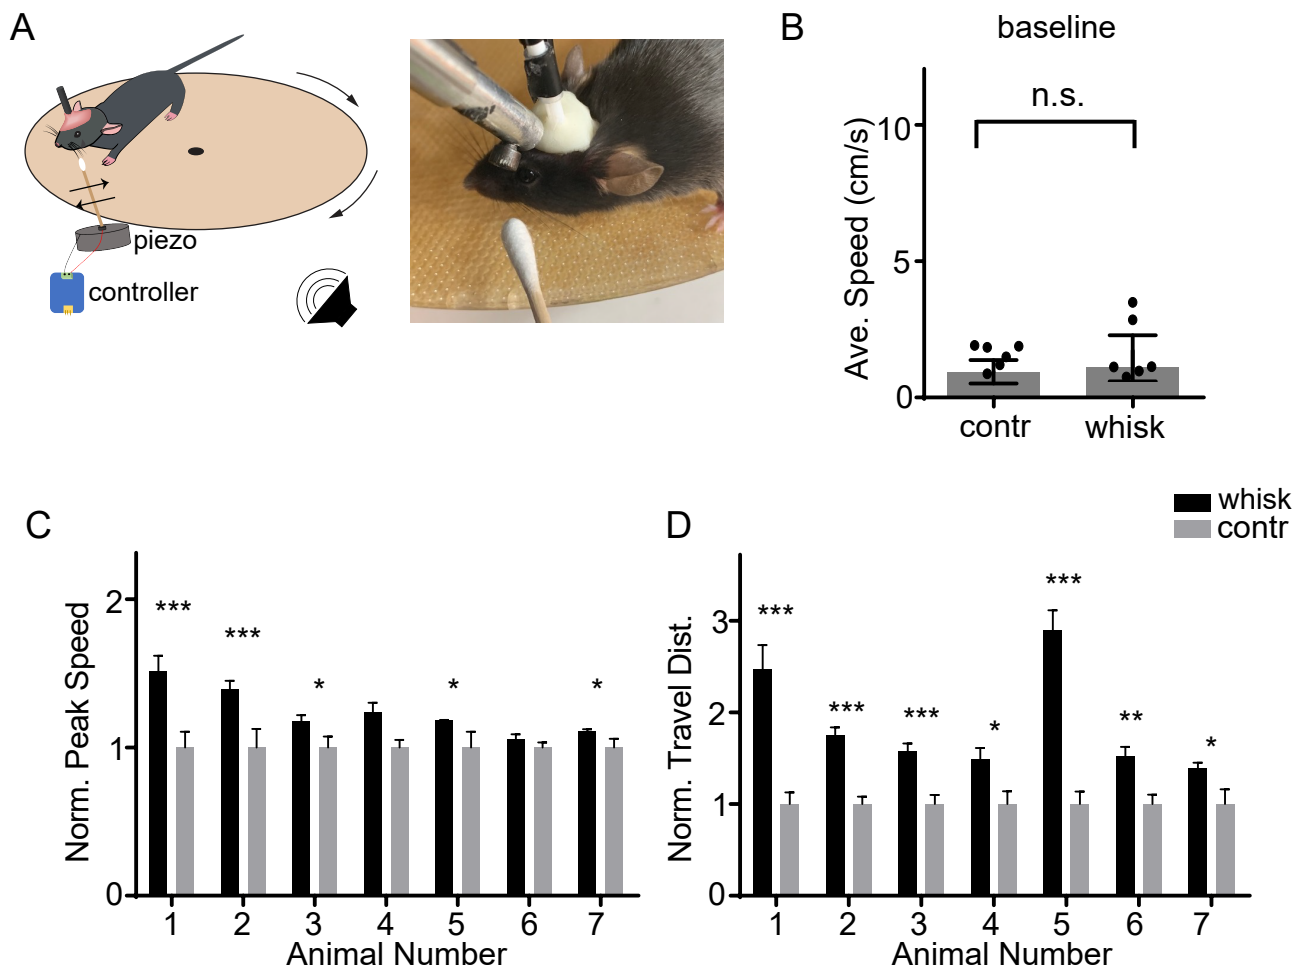 A
piezo
controller
B
baseline
n.s.
Ave. Speed (cm/s)
10
5
0
contr
whisk
whisk
contr
C
Norm. Peak Speed
2
1
0
***
***
*
*
*
1 2 3 4 5 6 7
Animal Number
D
Norm. Travel Dist.
3
2
1
0
***
***
***
*
***
**
*
1 2 3 4 5 6 7
Animal Number